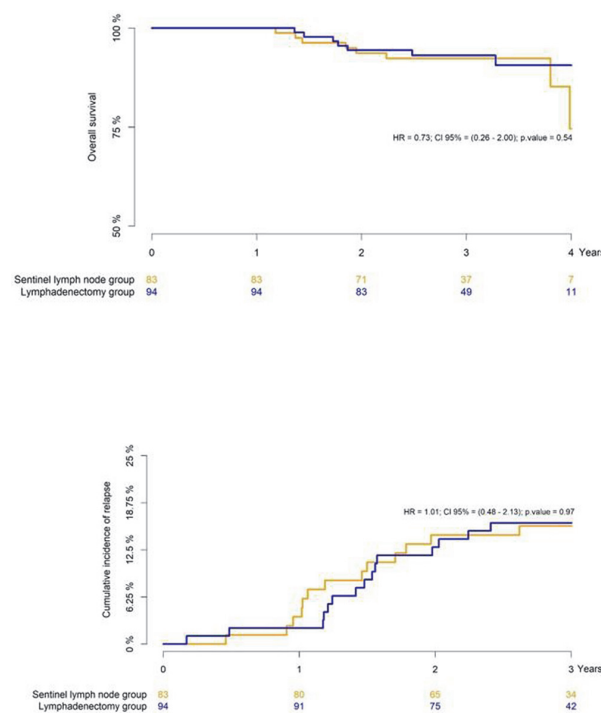 100 %
75 %
50 %
Overall survival
HR = 0.73; CI 95% = (0.26 - 2.00); p.value = 0.54
0 1 2 3 4 Years
Sentinel lymph node group 83 83 71 37 7
Lymphadenectomy group 94 94 83 49 11
25 %
18.75 %
12.5 %
6.25 %
0 %
Cumulative incidence of relapse
HR = 1.01; CI 95% = (0.48 - 2.13); p.value = 0.97
0 1 2 3 Years
Sentinel lymph node group 83 80 65 34
Lymphadenectomy group 94 91 75 42